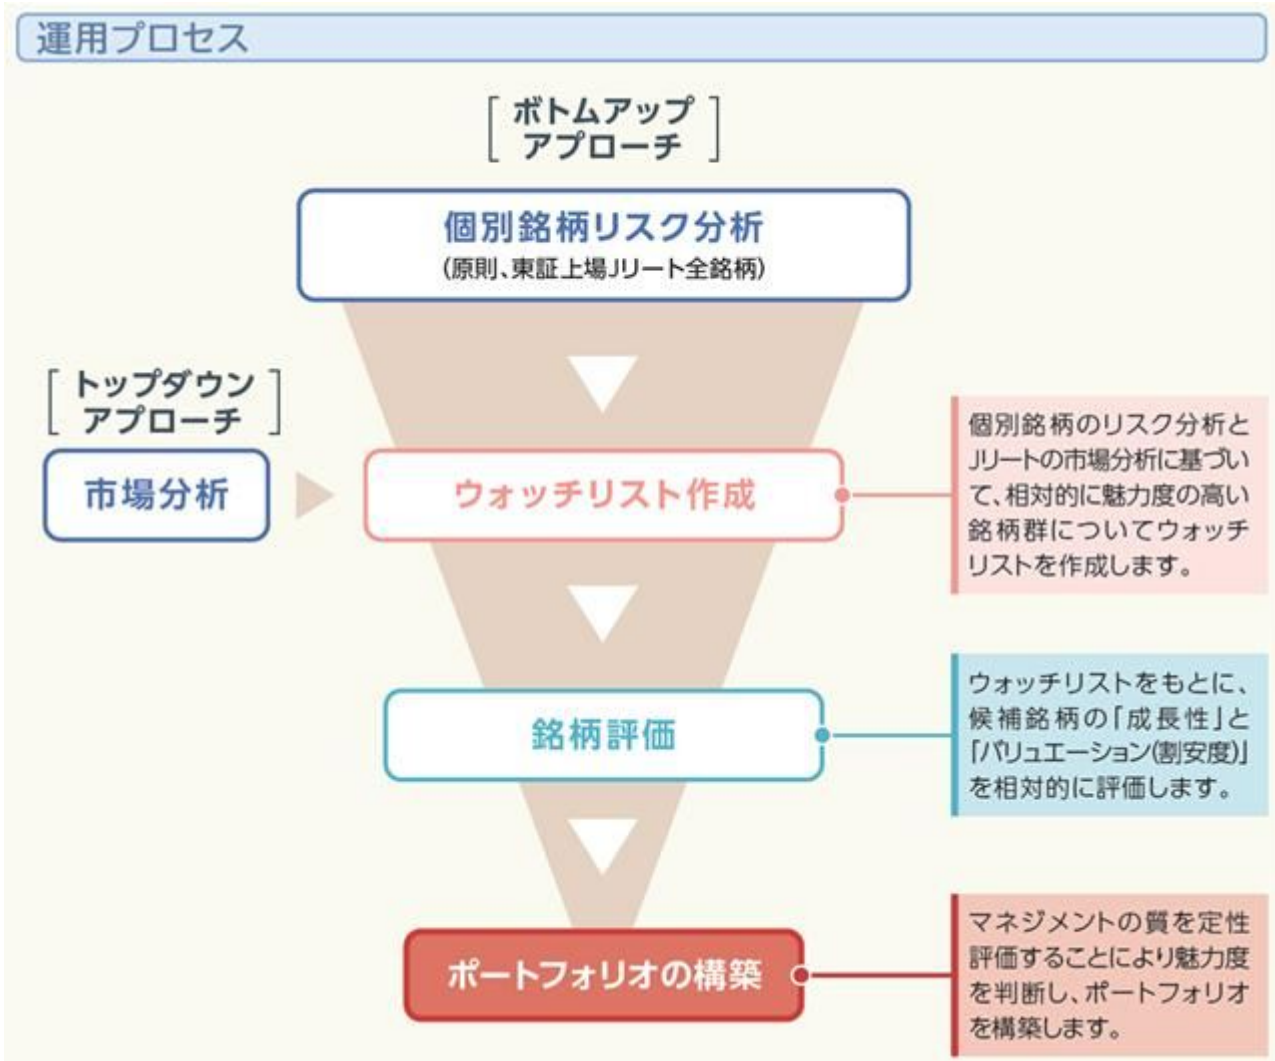 運用プロセス
ボトムアップ
アプローチ
個別銘柄リスク分析
(原則、東証上場Jリート全銘柄)
トップダウン
アプローチ
市場分析
ウォッチリスト作成
個別銘柄のリスク分析と
Jリートの市場分析に基づい
て、相対的に魅力度の高い
銘柄群についてウォッチ
リストを作成します。
銘柄評価
ウォッチリストをもとに、
候補銘柄の「成長性」と
「バリュエーション(割安度)」
を相対的に評価します。
ポートフォリオの構築
マネジメントの質を定性
評価することにより魅力度
を判断し、ポートフォリオ
を構築します。